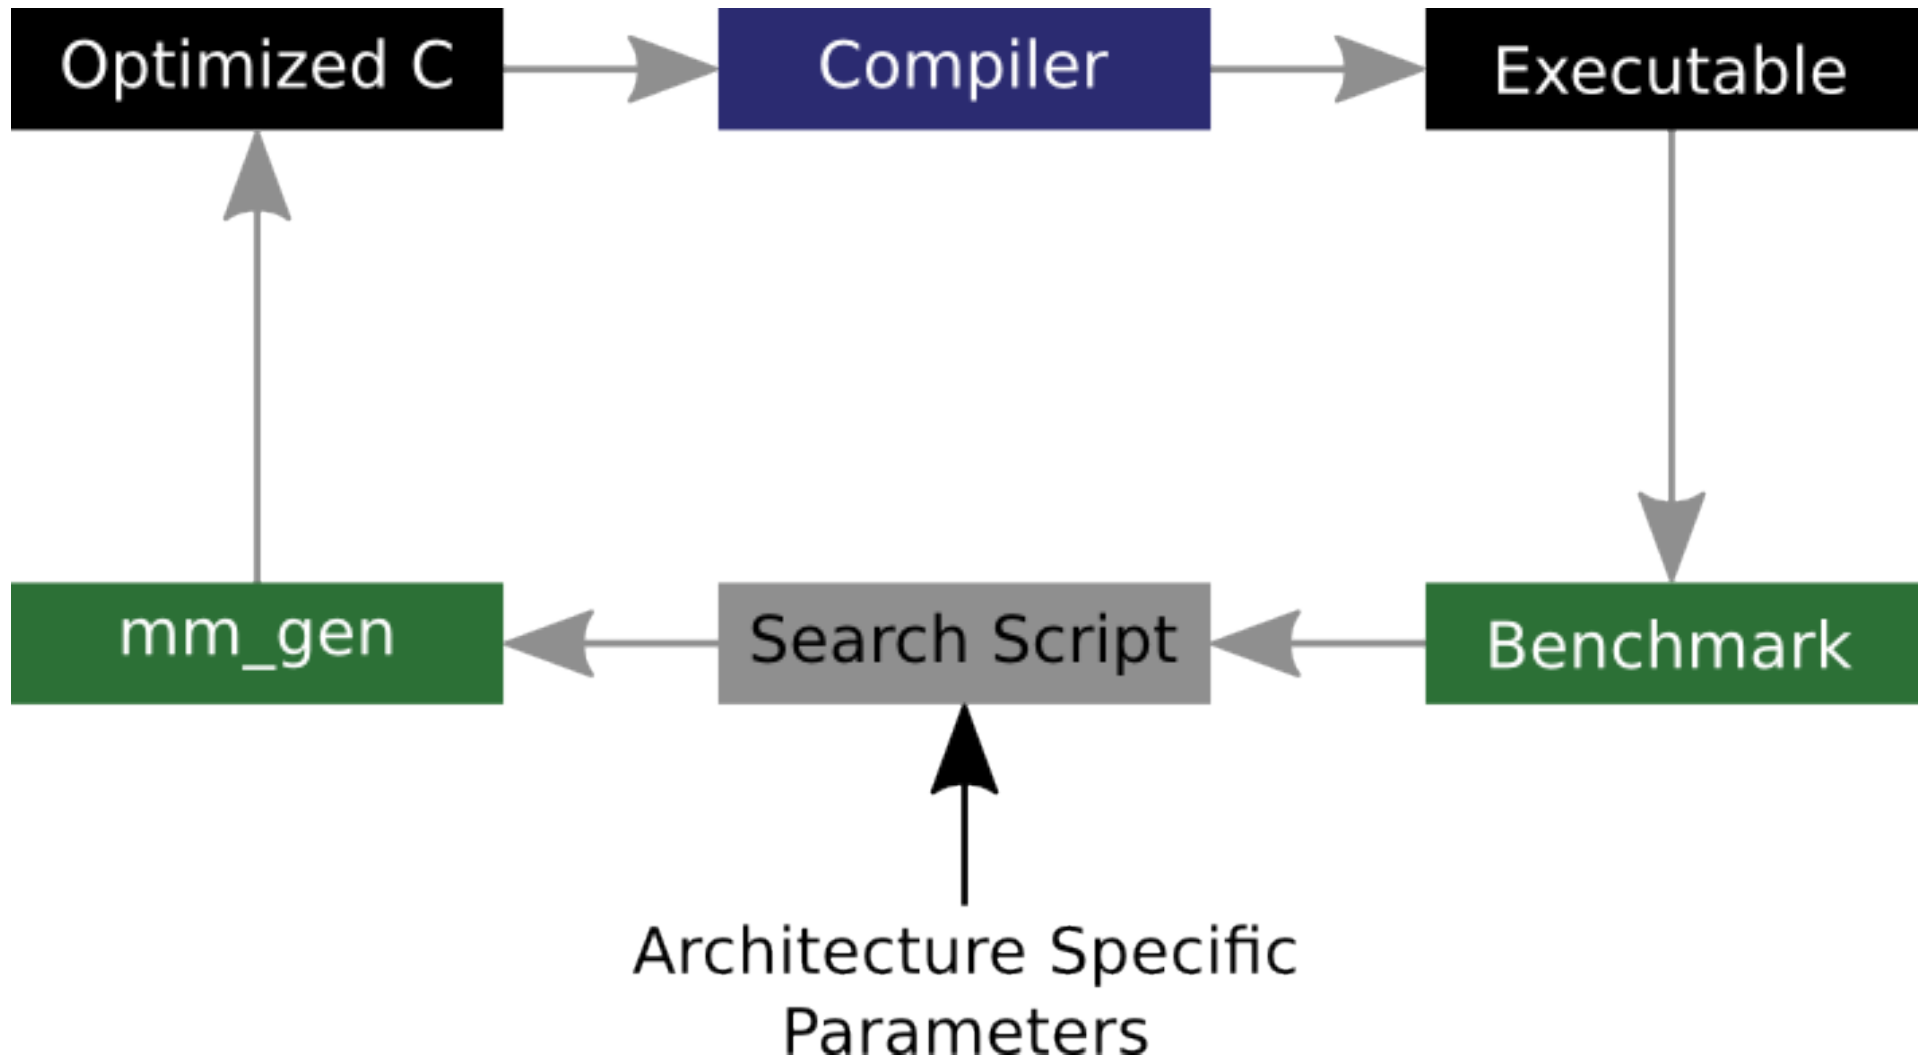 Optimized C
Compiler
Executable
mm_gen
Search Script
Benchmark
Architecture Specific
Parameters